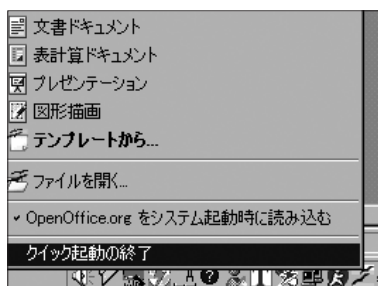 文書ドキュメント
表計算ドキュメント
プレゼンテーション
図形描画
テンプレートから...
ファイルを開く...
OpenOffice.org をシステム起動時に読み込む
クイック起動の終了